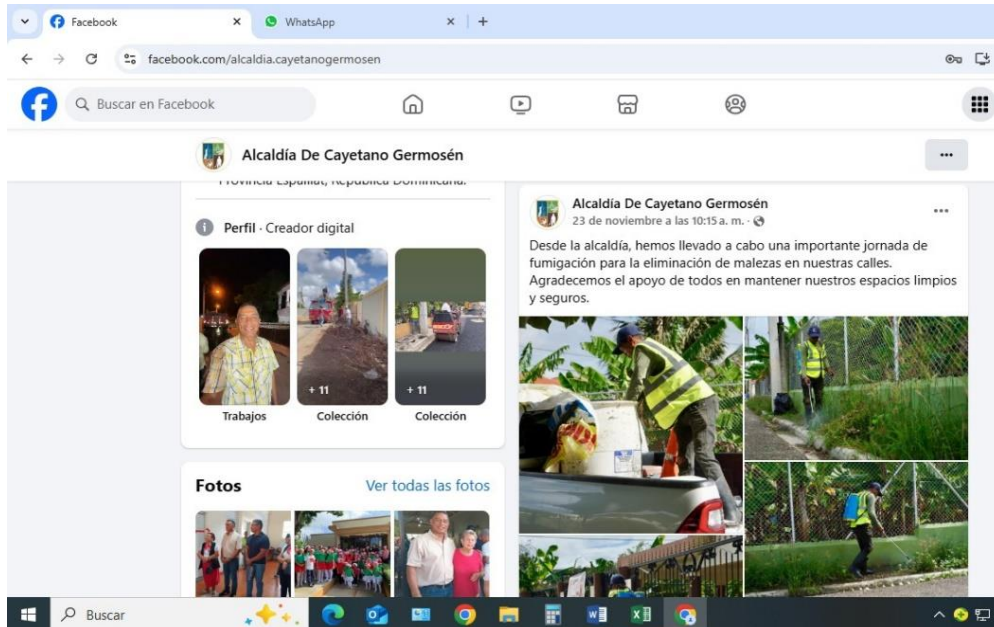 Facebook
WhatsApp
facebook.com/alcaldia.cayetanogermosen
Buscar en Facebook
Alcaldía De Cayetano Germosén
Provincia Espaillat, República Dominicana.
Perfil · Creador digital
+ 11
+ 11
Trabajos
Colección
Colección
Fotos
Ver todas las fotos
Alcaldía De Cayetano Germosén
23 de noviembre a las 10:15 a. m. ·
Desde la alcaldía, hemos llevado a cabo una importante jornada de
fumigación para la eliminación de malezas en nuestras calles.
Agradecemos el apoyo de todos en mantener nuestros espacios limpios
y seguros.
Buscar